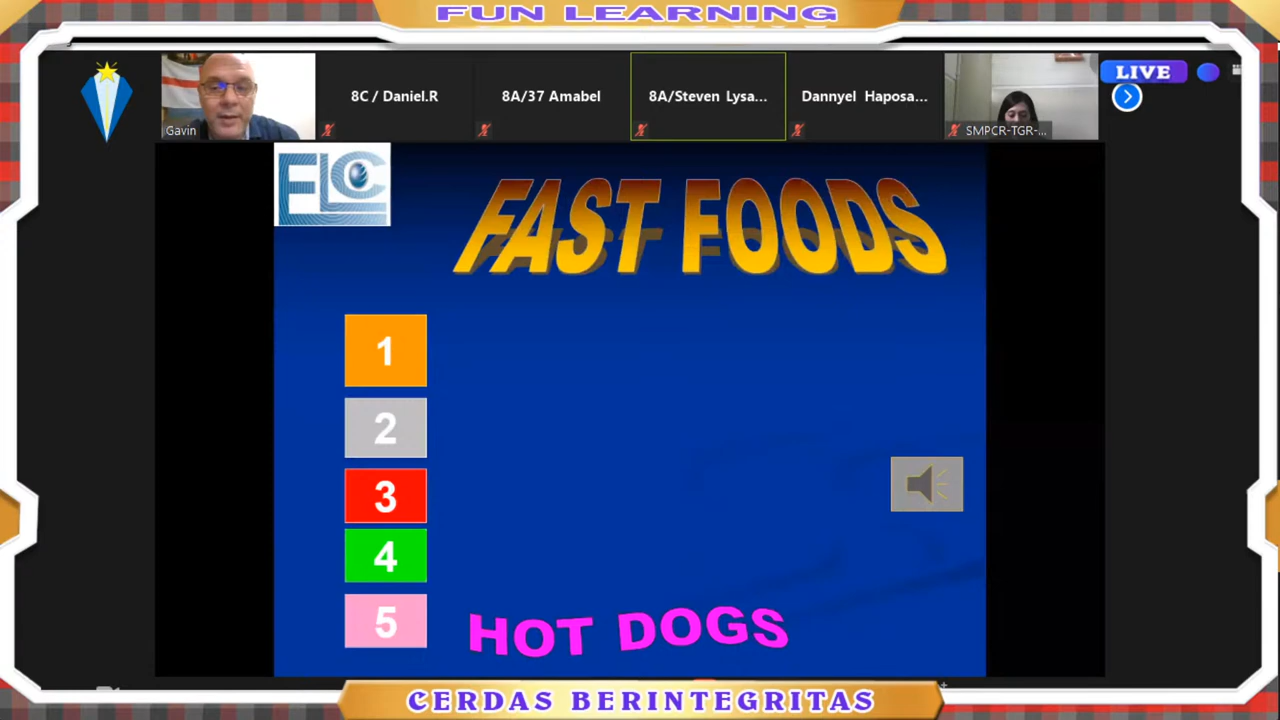 FUN LEARNING
Gavin
8C / Daniel.R
8A/37 Amabel
8A/Steven Lysa...
Dannyel Haposa...
SMPCR-TGR-...
LIVE
ELCC
FAST FOODS
1
2
3
4
5
HOT DOGS
CERDAS BERINTEGRITAS